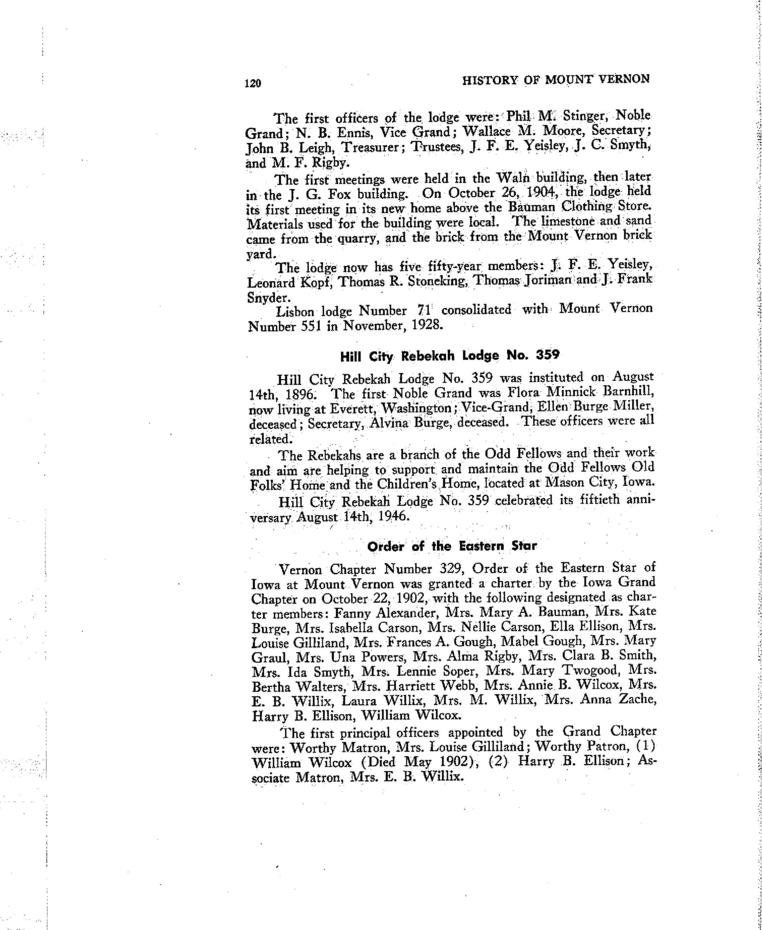 120
HISTORY OF MOUNT VERNON
The first officers of the lodge were: Phil M. Stinger, Noble
Grand; N. B. Ennis, Vice Grand; Wallace M. Moore, Secretary;
John B. Leigh, Treasurer; Trustees, J. F. E. Yeisley, J. C. Smyth,
and M. F. Rigby.
The first meetings were held in the Waln building, then later
in the J. G. Fox building. On October 26, 1904, the lodge held
its first meeting in its new home above the Bauman Clothing Store.
Materials used for the building were local. The limestone and sand
came from the quarry, and the brick from the Mount Vernon brick
yard.
The lodge now has five fifty-year members: J. F. E. Yeisley,
Leonard Kopf, Thomas R. Stoneking, Thomas Joriman and J. Frank
Snyder.
Lisbon lodge Number 71 consolidated with Mount Vernon
Number 551 in November, 1928.
Hill City Rebekah Lodge No. 359
Hill City Rebekah Lodge No. 359 was instituted on August
14th, 1896. The first Noble Grand was Flora Minnick Barnhill,
now living at Everett, Washington; Vice-Grand, Ellen Burge Miller,
deceased; Secretary, Alvina Burge, deceased. These officers were all
related.
The Rebekahs are a branch of the Odd Fellows and their work
and aim are helping to support and maintain the Odd Fellows Old
Folks' Home and the Children's Home, located at Mason City, Iowa.
Hill City Rebekah Lodge No. 359 celebrated its fiftieth anni-
versary August 14th, 1946.
Order of the Eastern Star
Vernon Chapter Number 329, Order of the Eastern Star of
Iowa at Mount Vernon was granted a charter by the Iowa Grand
Chapter on October 22, 1902, with the following designated as char-
ter members: Fanny Alexander, Mrs. Mary A. Bauman, Mrs. Kate
Burge, Mrs. Isabella Carson, Mrs. Nellie Carson, Ella Ellison, Mrs.
Louise Gilliland, Mrs. Frances A. Gough, Mabel Gough, Mrs. Mary
Graul, Mrs. Una Powers, Mrs. Alma Rigby, Mrs. Clara B. Smith,
Mrs. Ida Smyth, Mrs. Lennie Soper, Mrs. Mary Twogood, Mrs.
Bertha Walters, Mrs. Harriett Webb, Mrs. Annie B. Wilcox, Mrs.
E. B. Willix, Laura Willix, Mrs. M. Willix, Mrs. Anna Zache,
Harry B. Ellison, William Wilcox.
The first principal officers appointed by the Grand Chapter
were: Worthy Matron, Mrs. Louise Gilliland; Worthy Patron, (1)
William Wilcox (Died May 1902), (2) Harry B. Ellison; As-
sociate Matron, Mrs. E. B. Willix.